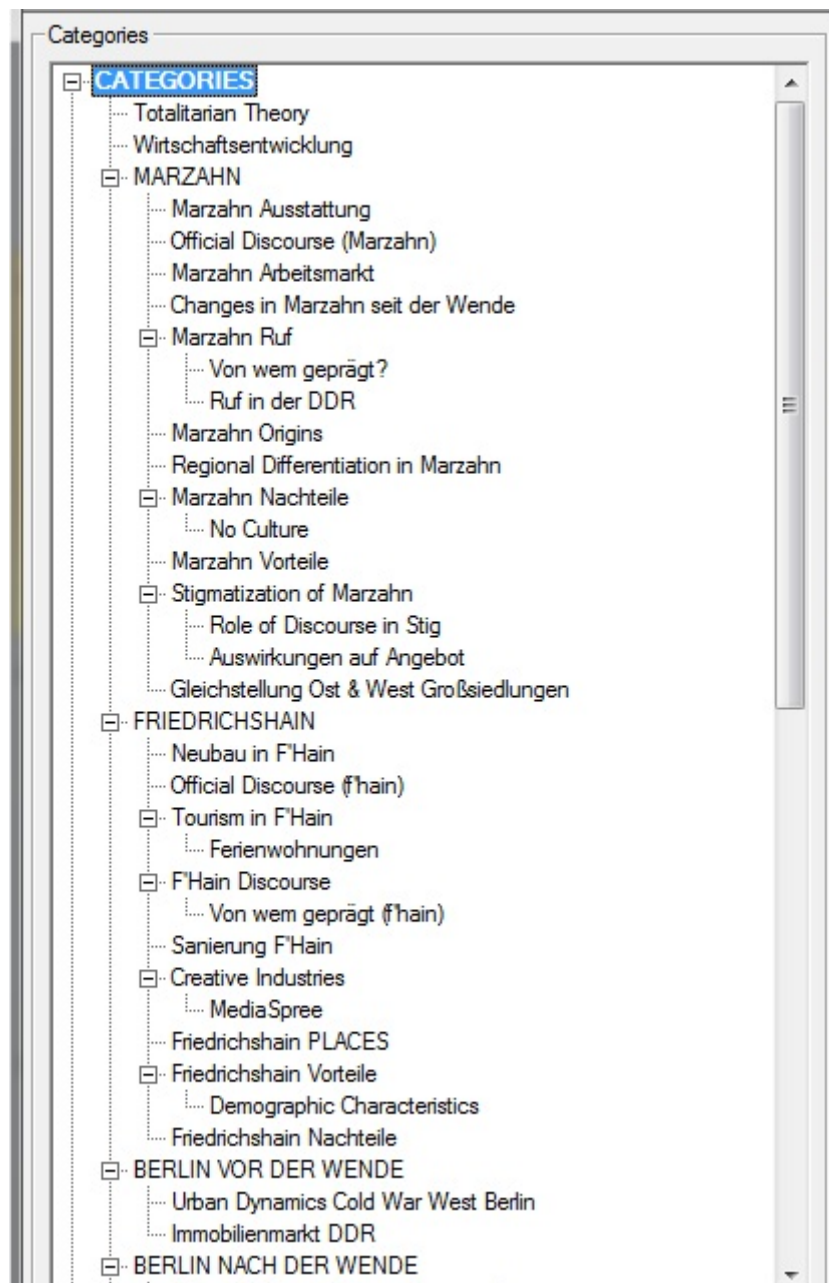 Categories
CATEGORIES
Totalitarian Theory
Wirtschaftsentwicklung
MARZAHN
Marzahn Ausstattung
Official Discourse (Marzahn)
Marzahn Arbeitsmarkt
Changes in Marzahn seit der Wende
Marzahn Ruf
Von wem geprägt?
Ruf in der DDR
Marzahn Origins
Regional Differentiation in Marzahn
Marzahn Nachteile
No Culture
Marzahn Vorteile
Stigmatization of Marzahn
Role of Discourse in Stig
Auswirkungen auf Angebot
Gleichstellung Ost & West Großsiedlungen
FRIEDRICHSHAIN
Neubau in F'Hain
Official Discourse (f'hain)
Tourism in F'Hain
Ferienwohnungen
F'Hain Discourse
Von wem geprägt (f'hain)
Sanierung F'Hain
Creative Industries
MediaSpree
Friedrichshain PLACES
Friedrichshain Vorteile
Demographic Characteristics
Friedrichshain Nachteile
BERLIN VOR DER WENDE
Urban Dynamics Cold War West Berlin
Immobilienmarkt DDR
BERLIN NACH DER WENDE